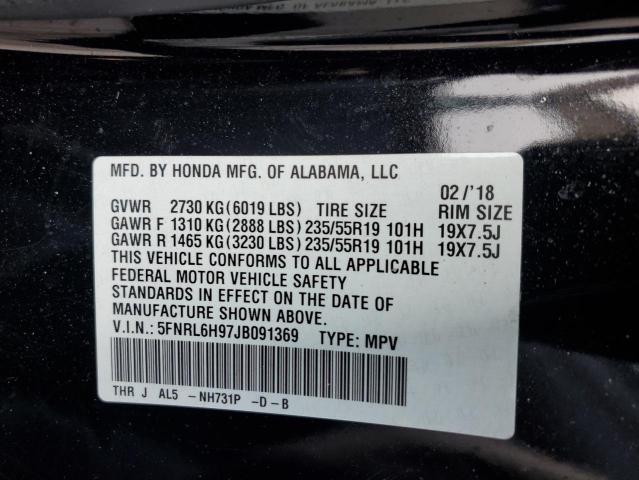 MFD. BY HONDA MFG. OF ALABAMA, LLC
02/'18
GVWR 2730 KG(6019 LBS) TIRE SIZE RIM SIZE
GAWR F 1310 KG(2888 LBS)235/55R19 101H 19X7.5J
GAWR R 1465 KG(3230 LBS)235/55R19 101H 19X7.5J
THIS VEHICLE CONFORMS TO ALL APPLICABLE
FEDERAL MOTOR VEHICLE SAFETY
STANDARDS IN EFFECT ON THE DATE OF
MANUFACTURE SHOWN ABOVE.
V.I.N.: 5FNRL6H97JB091369 TYPE: MPV
THR J AL5 -NH731P -D-B